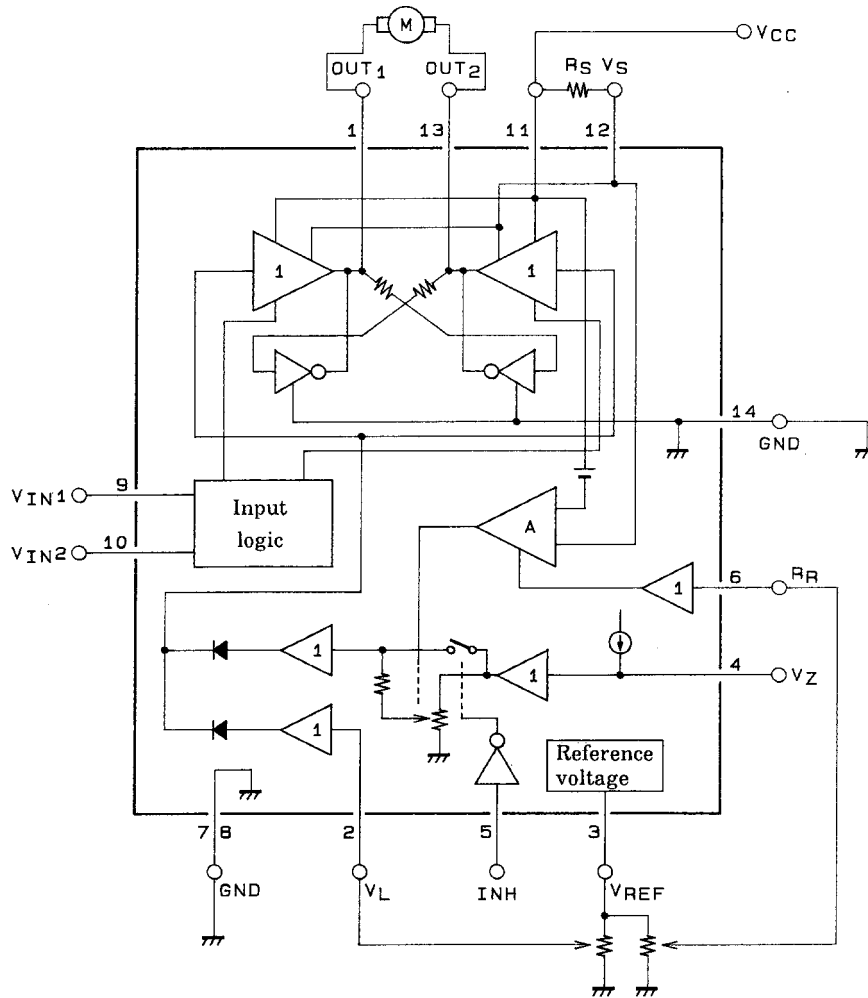 M
VCC
OUT1
OUT2
RS
VS
1
13
11
12
1
1
14
GND
VIN1
9
VIN2
10
Input
logic
A
1
6
RR
1
1
4
VZ
1
Reference
voltage
7
8
2
5
3
GND
VL
INH
VREF